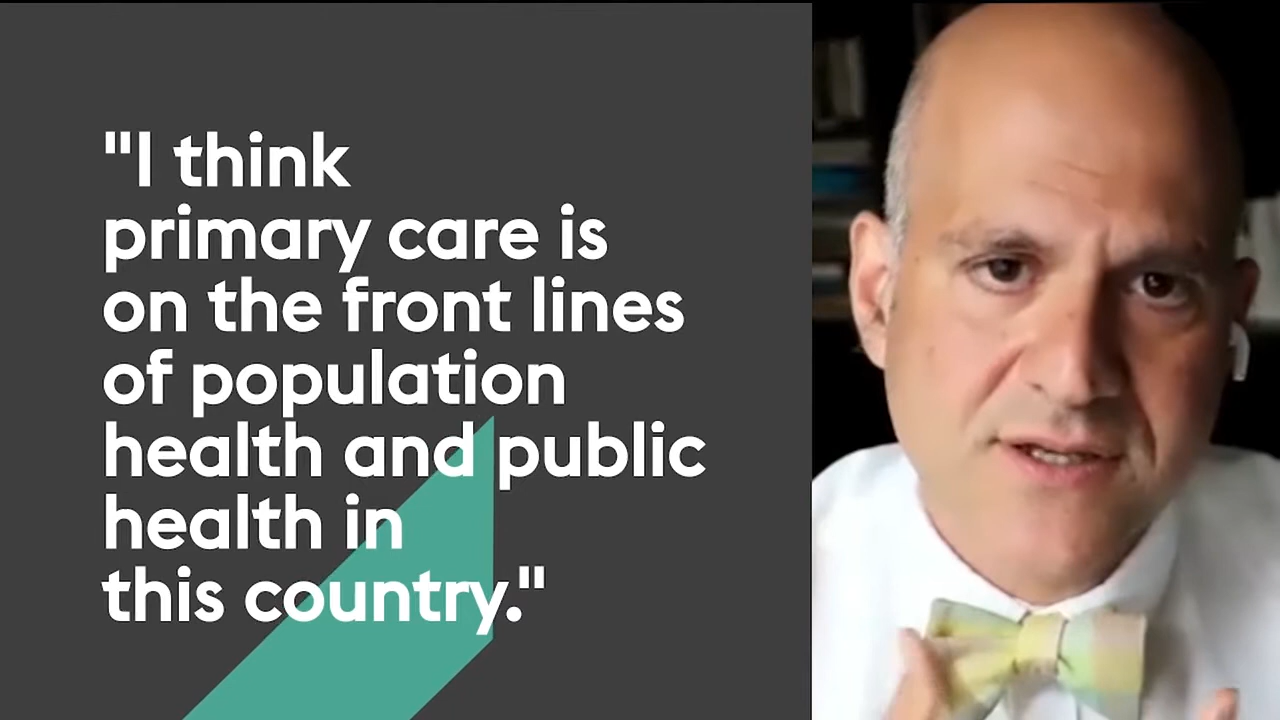 "I think
primary care is
on the front lines
of population
health and public
health in
this country."